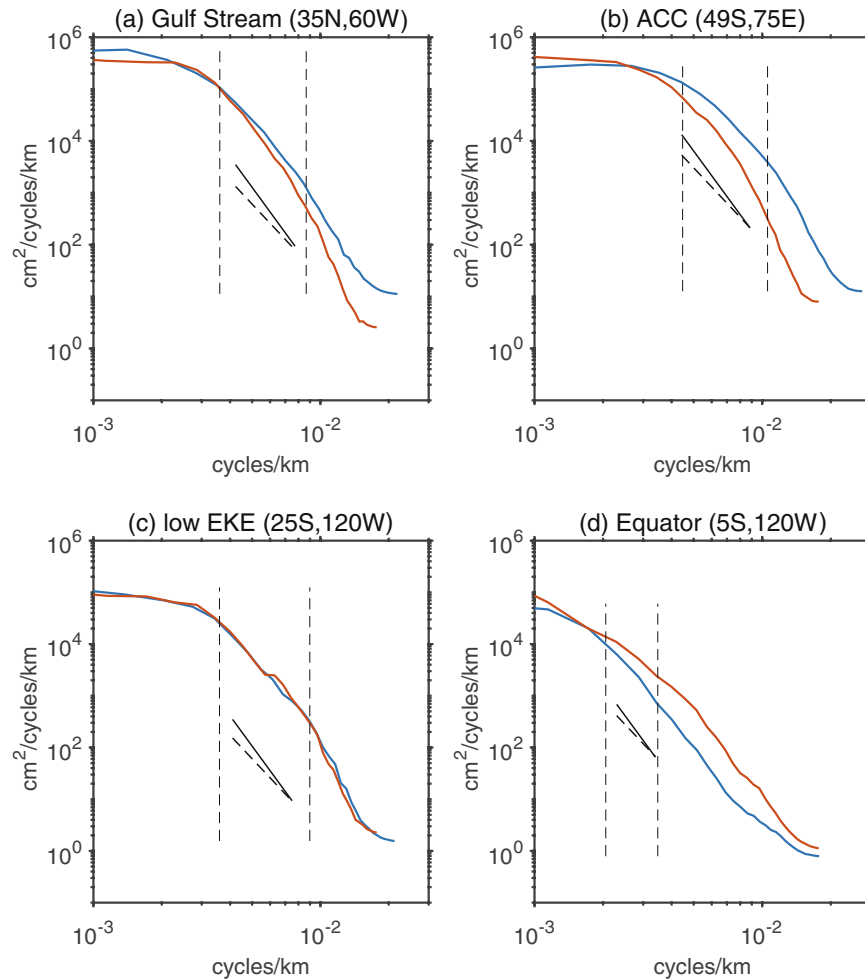 (a) Gulf Stream (35N,60W)
10^6
10^4
10^2
10^0
cm^2/cycles/km
10^-3
10^-2
cycles/km
(b) ACC (49S,75E)
10^6
10^4
10^2
10^0
cm^2/cycles/km
10^-3
10^-2
cycles/km
(c) low EKE (25S,120W)
10^6
10^4
10^2
10^0
cm^2/cycles/km
10^-3
10^-2
cycles/km
(d) Equator (5S,120W)
10^6
10^4
10^2
10^0
cm^2/cycles/km
10^-3
10^-2
cycles/km